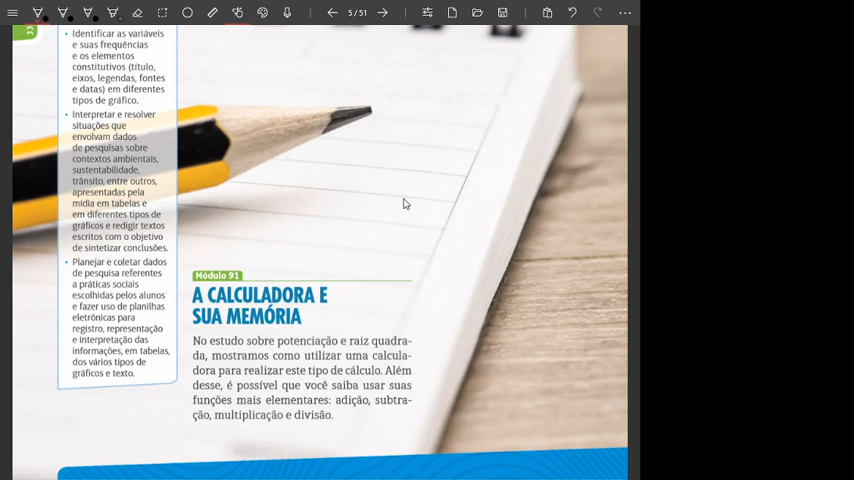 5 / 51
33
• Identificar as variáveis
e suas frequências
e os elementos
constitutivos (título,
eixos, legendas, fontes
e datas) em diferentes
tipos de gráfico.
• Interpretar e resolver
situações que
envolvam dados
de pesquisas sobre
contextos ambientais,
sustentabilidade,
trânsito, entre outros,
apresentadas pela
mídia em tabelas e
em diferentes tipos de
gráficos e redigir textos
escritos com o objetivo
de sintetizar conclusões.
• Planejar e coletar dados
de pesquisa referentes
a práticas sociais
escolhidas pelos alunos
e fazer uso de planilhas
eletrônicas para
registro, representação
e interpretação das
informações, em tabelas,
dos vários tipos de
gráficos e texto.
Módulo 91
A CALCULADORA E
SUA MEMÓRIA
No estudo sobre potenciação e raiz quadra-
da, mostramos como utilizar uma calcula-
dora para realizar este tipo de cálculo. Além
desse, é possível que você saiba usar suas
funções mais elementares: adição, subtra-
ção, multiplicação e divisão.